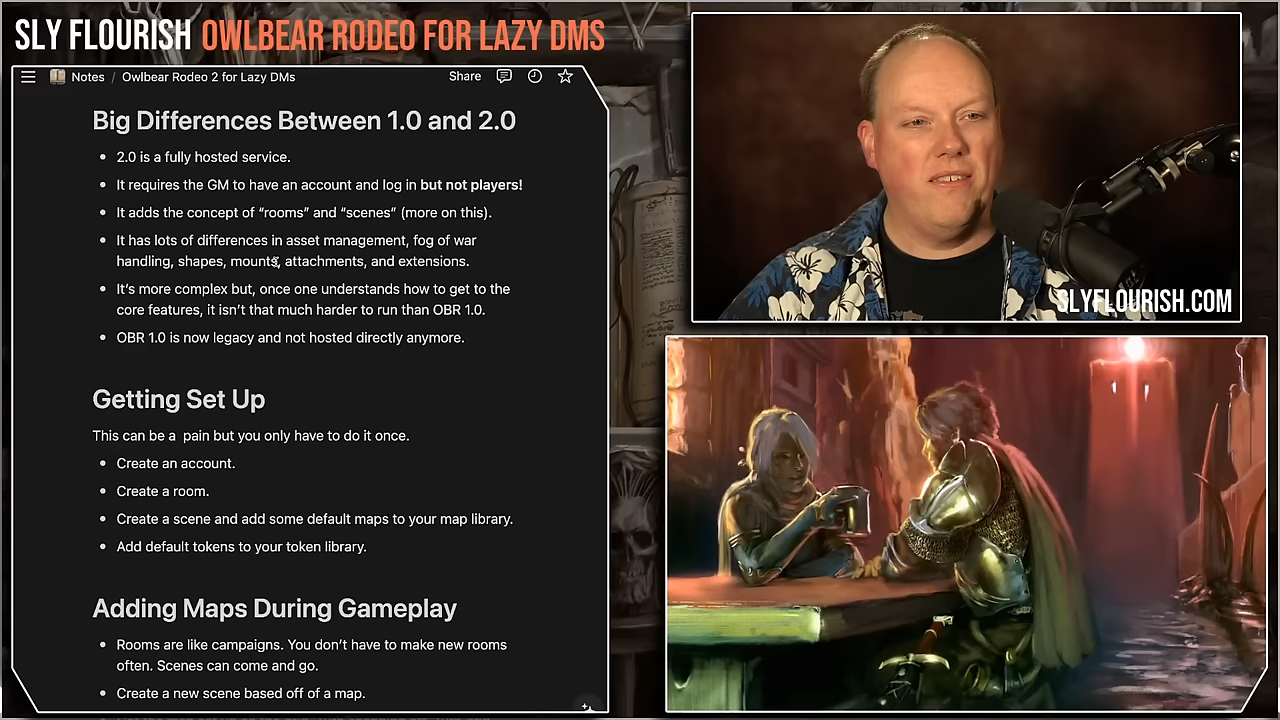 SLY FLOURISH OWLBEAR RODEO FOR LAZY DMS
Notes / Owlbear Rodeo 2 for Lazy DMs Share
Big Differences Between 1.0 and 2.0
• 2.0 is a fully hosted service.
• It requires the GM to have an account and log in but not players!
• It adds the concept of “rooms” and “scenes” (more on this).
• It has lots of differences in asset management, fog of war
handling, shapes, mounts, attachments, and extensions.
• It’s more complex but, once one understands how to get to the
core features, it isn’t that much harder to run than OBR 1.0.
• OBR 1.0 is now legacy and not hosted directly anymore.
Getting Set Up
This can be a  pain but you only have to do it once.
• Create an account.
• Create a room.
• Create a scene and add some default maps to your map library.
• Add default tokens to your token library.
Adding Maps During Gameplay
• Rooms are like campaigns. You don’t have to make new rooms
often. Scenes can come and go.
• Create a new scene based off of a map.
SLYFLOURISH.COM